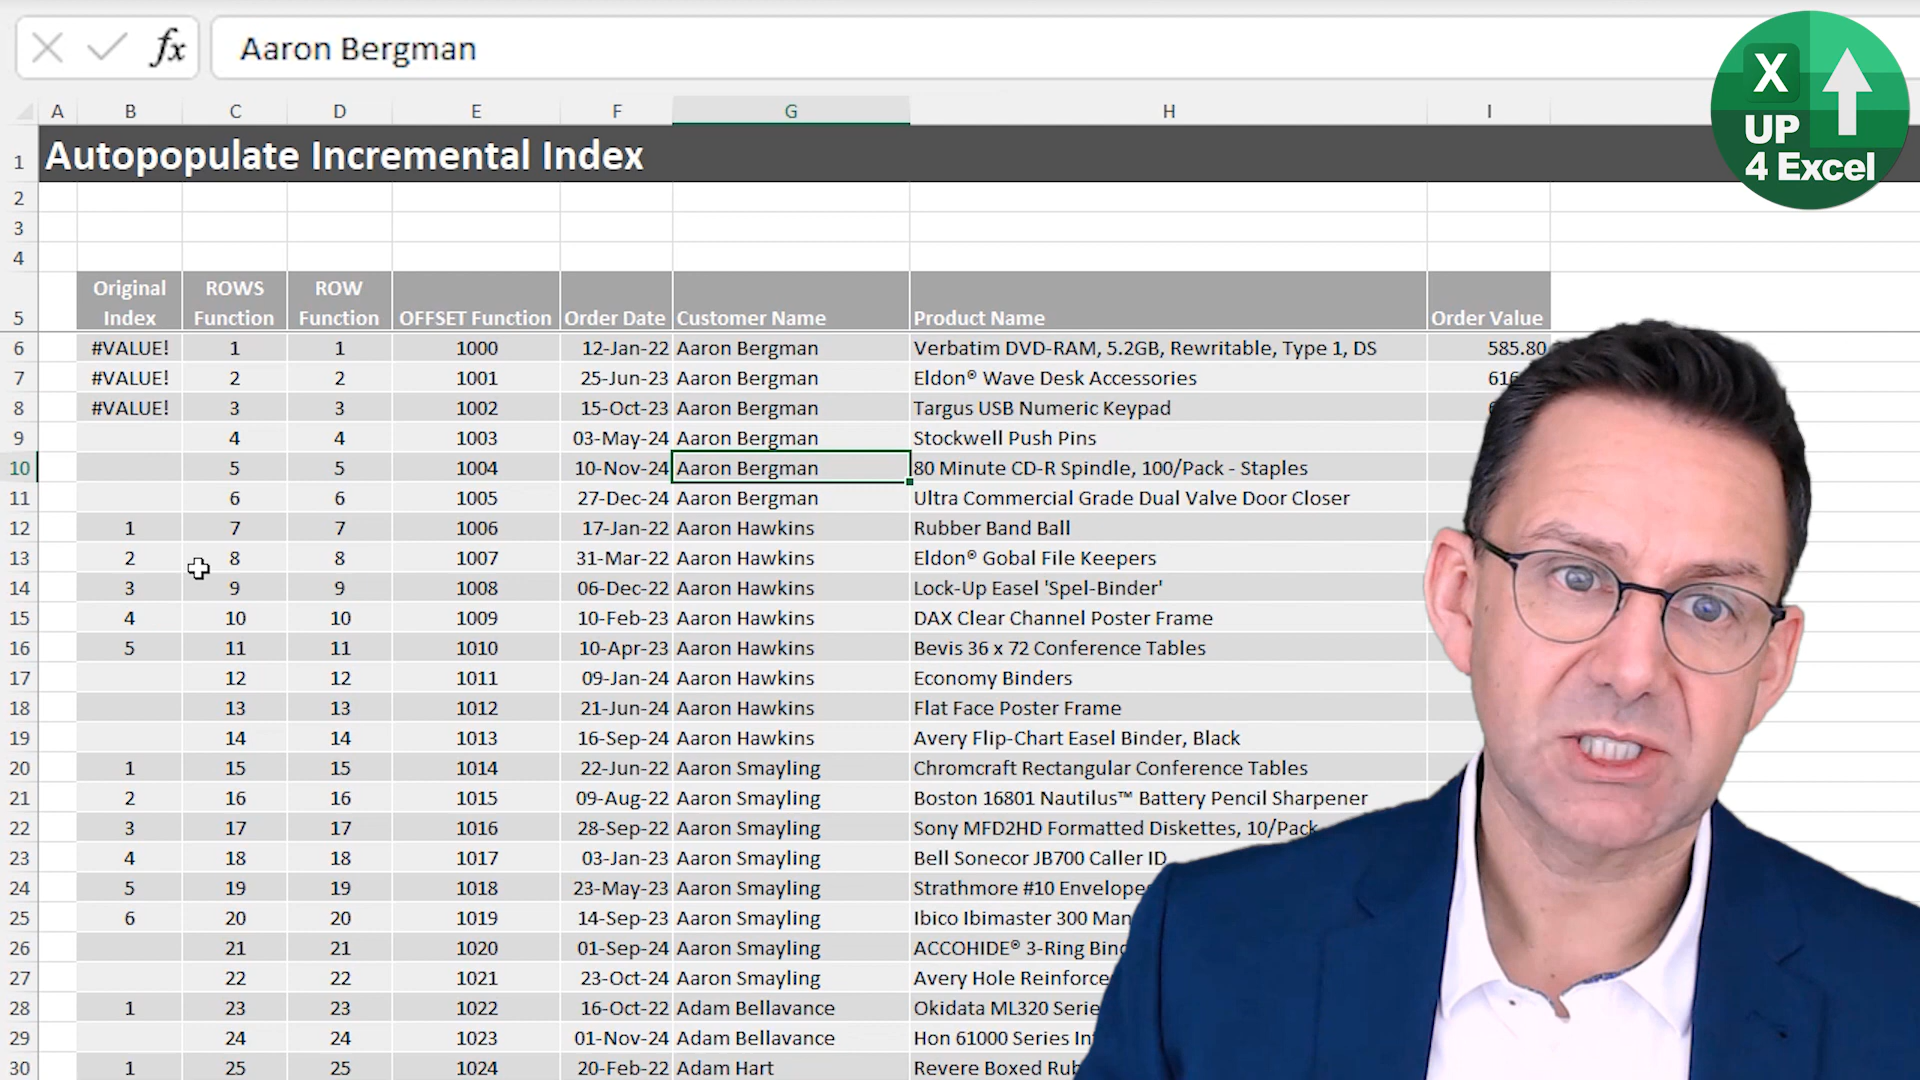 fx Aaron Bergman
X
UP
4 Excel
A B C D E F G H I
1 Autopopulate Incremental Index
2
3
4
5 Original Index ROWS Function ROW Function OFFSET Function Order Date Customer Name Product Name Order Value
6 #VALUE! 1 1 1000 12-Jan-22 Aaron Bergman Verbatim DVD-RAM, 5.2GB, Rewritable, Type 1, DS 585.80
7 #VALUE! 2 2 1001 25-Jun-23 Aaron Bergman Eldon® Wave Desk Accessories
8 #VALUE! 3 3 1002 15-Oct-23 Aaron Bergman Targus USB Numeric Keypad
9 4 4 1003 03-May-24 Aaron Bergman Stockwell Push Pins
10 5 5 1004 10-Nov-24 Aaron Bergman 80 Minute CD-R Spindle, 100/Pack - Staples
11 6 6 1005 27-Dec-24 Aaron Bergman Ultra Commercial Grade Dual Valve Door Closer
12 1 7 7 1006 17-Jan-22 Aaron Hawkins Rubber Band Ball
13 2 8 8 1007 31-Mar-22 Aaron Hawkins Eldon® Gobal File Keepers
14 3 9 9 1008 06-Dec-22 Aaron Hawkins Lock-Up Easel 'Spel-Binder'
15 4 10 10 1009 10-Feb-23 Aaron Hawkins DAX Clear Channel Poster Frame
16 5 11 11 1010 10-Apr-23 Aaron Hawkins Bevis 36 x 72 Conference Tables
17 12 12 1011 09-Jan-24 Aaron Hawkins Economy Binders
18 13 13 1012 21-Jun-24 Aaron Hawkins Flat Face Poster Frame
19 14 14 1013 16-Sep-24 Aaron Hawkins Avery Flip-Chart Easel Binder, Black
20 1 15 15 1014 22-Jun-22 Aaron Smayling Chromcraft Rectangular Conference Tables
21 2 16 16 1015 09-Aug-22 Aaron Smayling Boston 16801 Nautilus™ Battery Pencil Sharpener
22 3 17 17 1016 28-Sep-22 Aaron Smayling Sony MFD2HD Formatted Diskettes, 10/Pack
23 4 18 18 1017 03-Jan-23 Aaron Smayling Bell Sonecor JB700 Caller ID
24 5 19 19 1018 23-May-23 Aaron Smayling Strathmore #10
25 6 20 20 1019 14-Sep-23 Aaron Smayling Ibico Ibimaster 300
26 21 21 1020 01-Sep-24 Aaron Smayling ACCOHIDE® 3-Ring
27 22 22 1021 23-Oct-24 Aaron Smayling Avery Hole
28 1 23 23 1022 16-Oct-22 Adam Bellavance Okidata ML320
29 24 24 1023 01-Nov-24 Adam Bellavance Hon 61000 Series
30 1 25 25 1024 20-Feb-22 Adam Hart Revere Boxed